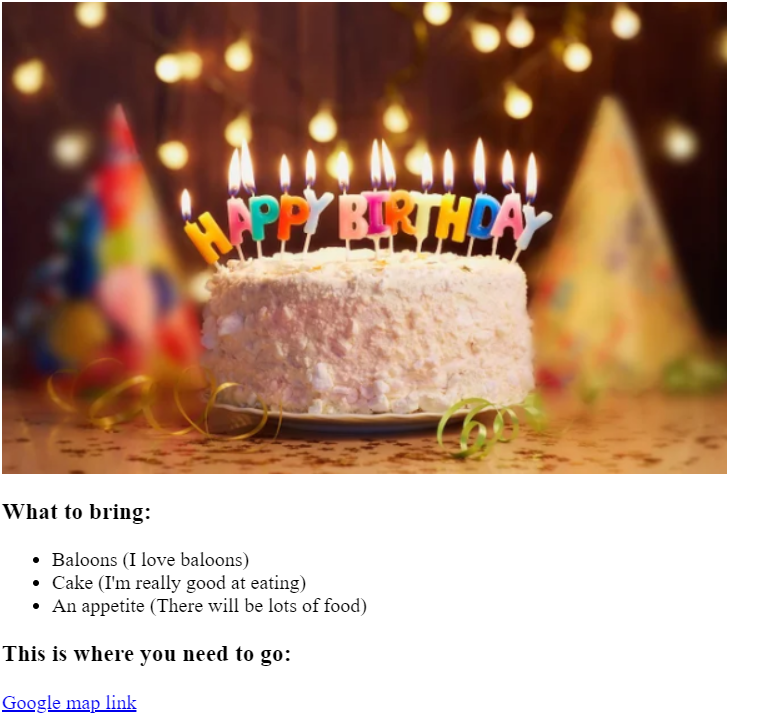 HAPPY BIRTHDAY
What to bring:
Baloons (I love baloons)
Cake (I'm really good at eating)
An appetite (There will be lots of food)
This is where you need to go:
Google map link